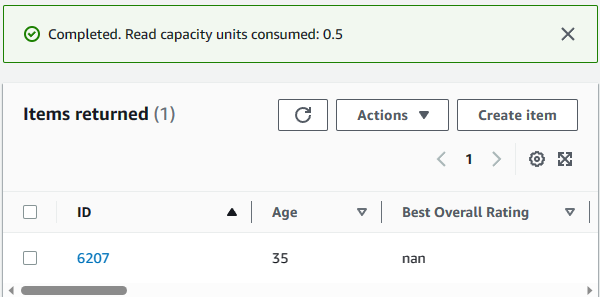 Completed. Read capacity units consumed: 0.5
Items returned (1)
Actions
Create item
1
ID Age Best Overall Rating
6207 35 nan